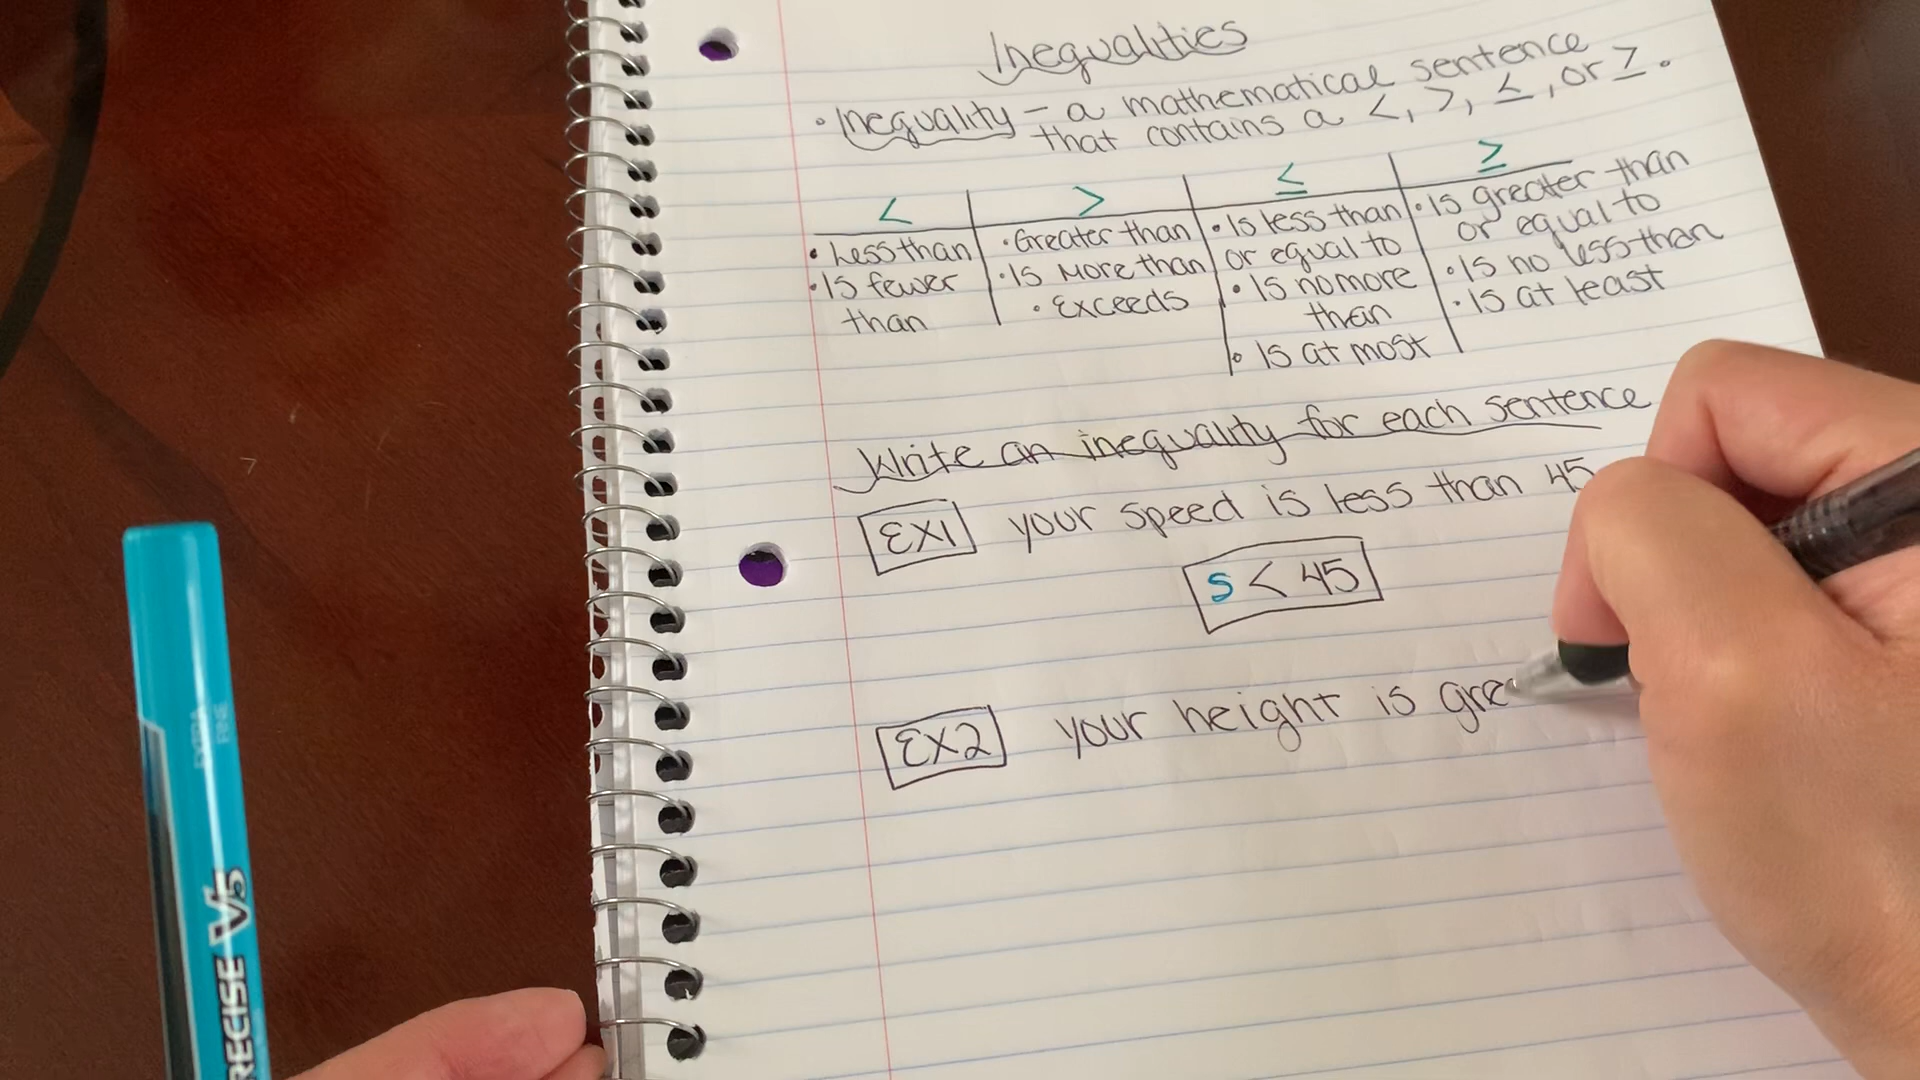 Inequalities
• Inequality – a mathematical sentence
that contains a <, >, ≤, or ≥.
< > ≤ ≥
• Less than
• Is fewer
than
• Greater than
• Is More than
• Exceeds
• Is less than
or equal to
• Is no more
than
• Is at most
• Is greater than
or equal to
• Is no less than
• Is at least
Write an inequality for each sentence
EX1 your speed is less than 45
s < 45
EX2 your height is gre
RECISE V5